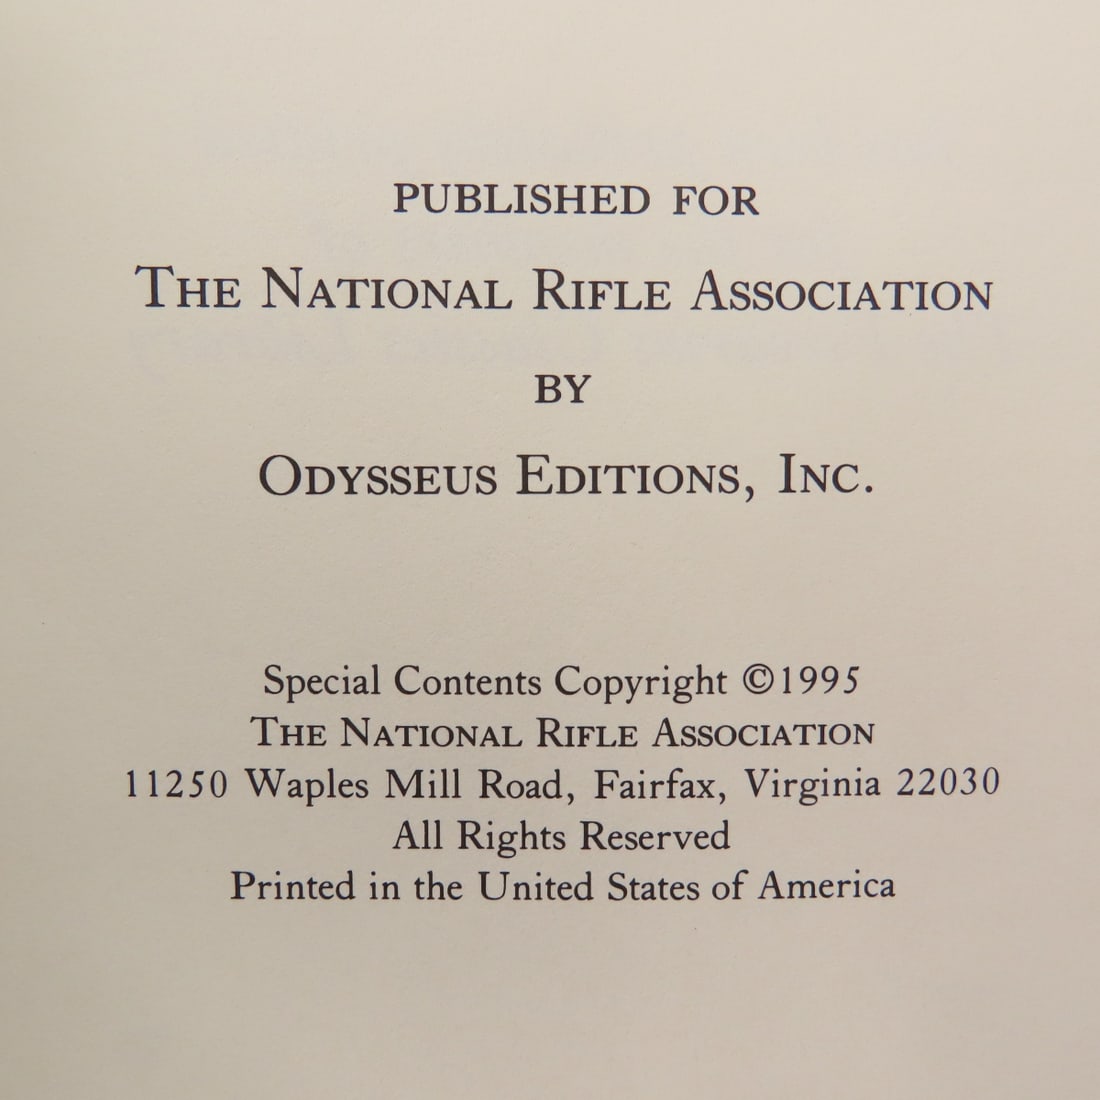 PUBLISHED FOR
THE NATIONAL RIFLE ASSOCIATION
BY
ODYSSEUS EDITIONS, INC.
Special Contents Copyright ©1995
THE NATIONAL RIFLE ASSOCIATION
11250 Waples Mill Road, Fairfax, Virginia 22030
All Rights Reserved
Printed in the United States of America